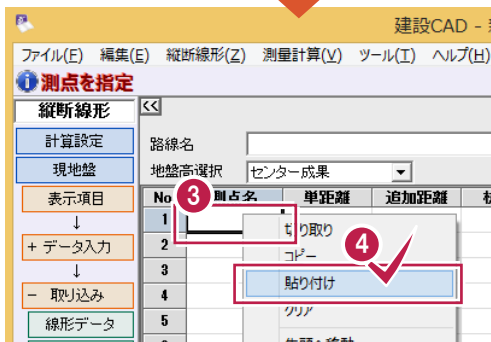 建設CAD -
ファイル(F) 編集(E) 縦断線形(Z) 測量計算(V) ツール(T) ヘルプ(H)
測点を指定
縦断線形
<<
計算設定
路線名
現地盤
地盤高選択 センター成果
表示項目
No 3 測点名 単距離 追加距離
↓
1
切り取り
+ データ入力
2
コピー
4
↓
3
貼り付け
− 取り込み
4
クリア
線形データ
5